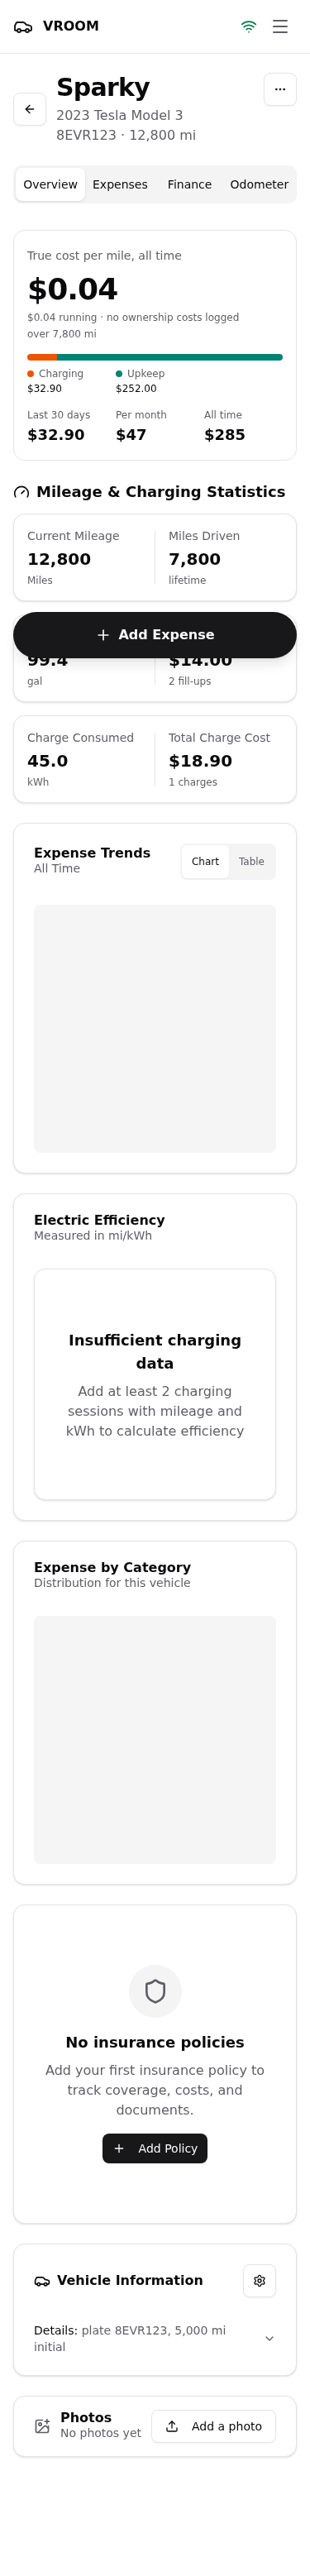 VROOM
Sparky
2023 Tesla Model 3
8EVR123 · 12,800 mi
Overview Expenses Finance Odometer
True cost per mile, all time
$0.04
$0.04 running · no ownership costs logged
over 7,800 mi
Charging Upkeep
$32.90 $252.00
Last 30 days Per month All time
$32.90 $47 $285
Mileage & Charging Statistics
Current Mileage Miles Driven
12,800 7,800
Miles lifetime
Add Expense
99.4 $14.00
gal 2 fill-ups
Charge Consumed Total Charge Cost
45.0 $18.90
kWh 1 charges
Expense Trends
All Time
Chart Table
Electric Efficiency
Measured in mi/kWh
Insufficient charging
data
Add at least 2 charging
sessions with mileage and
kWh to calculate efficiency
Expense by Category
Distribution for this vehicle
No insurance policies
Add your first insurance policy to
track coverage, costs, and
documents.
Add Policy
Vehicle Information
Details: plate 8EVR123, 5,000 mi
initial
Photos
No photos yet
Add a photo